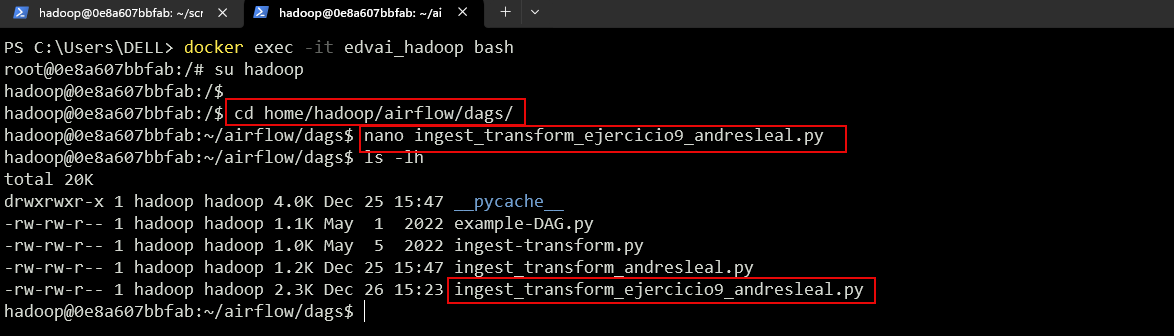 hadoop@0e8a607bbfab: ~/scr
hadoop@0e8a607bbfab: ~/ai
PS C:\Users\DELL> docker exec -it edvai_hadoop bash
root@0e8a607bbfab:/# su hadoop
hadoop@0e8a607bbfab:/$
hadoop@0e8a607bbfab:/$ cd home/hadoop/airflow/dags/
hadoop@0e8a607bbfab:~/airflow/dags$ nano ingest_transform_ejercicio9_andresleal.py
hadoop@0e8a607bbfab:~/airflow/dags$ ls -lh
total 20K
drwxrwxr-x 1 hadoop hadoop 4.0K Dec 25 15:47 __pycache__
-rw-rw-r-- 1 hadoop hadoop 1.1K May  1  2022 example-DAG.py
-rw-rw-r-- 1 hadoop hadoop 1.0K May  5  2022 ingest-transform.py
-rw-rw-r-- 1 hadoop hadoop 1.2K Dec 25 15:47 ingest_transform_andresleal.py
-rw-rw-r-- 1 hadoop hadoop 2.3K Dec 26 15:23 ingest_transform_ejercicio9_andresleal.py
hadoop@0e8a607bbfab:~/airflow/dags$